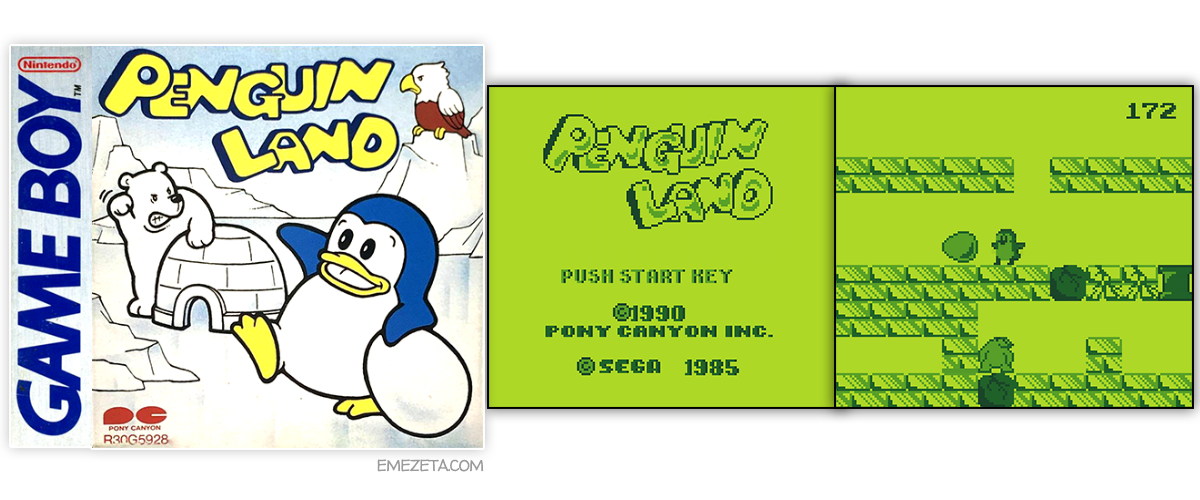 Nintendo
GAME BOY™
PENGUIN
LAND
PONY CANYON
R30G5928
PENGUIN
LAND
PUSH START KEY
©1990
PONY CANYON INC.
©SEGA 1985
172
EMEZETA.COM